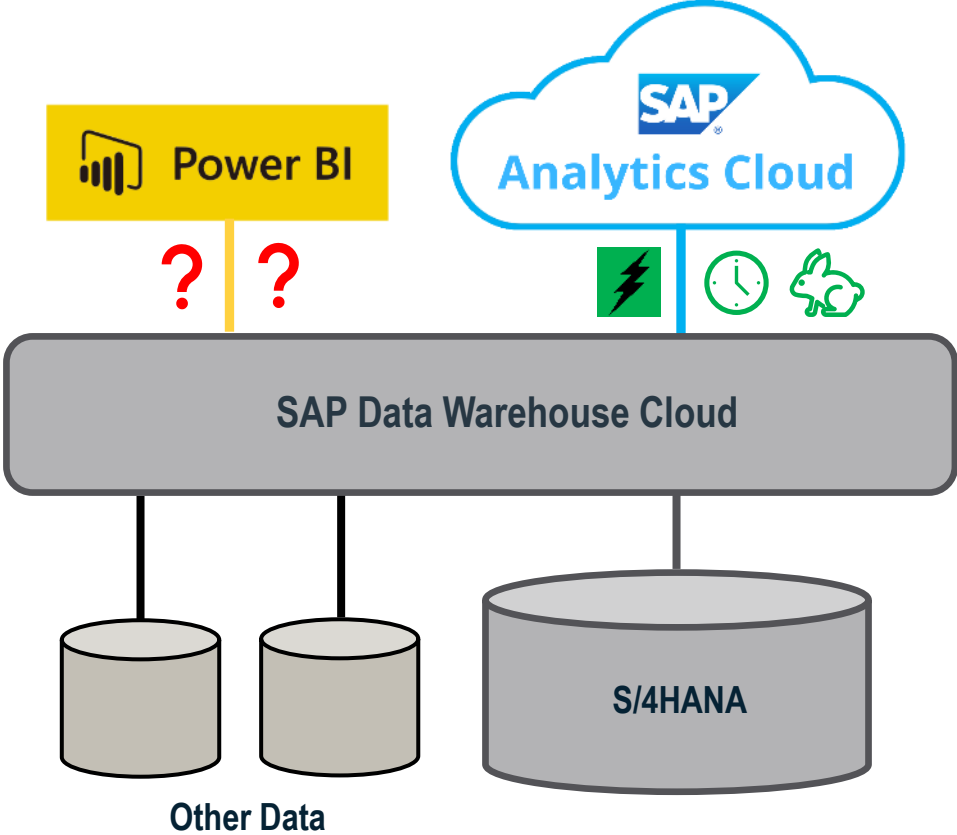 Power BI
SAP
®
Analytics Cloud
? ?
SAP Data Warehouse Cloud
S/4HANA
Other Data